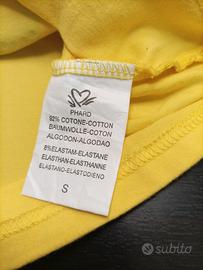 PHARD
92% COTONE-COTTON
BAUMWOLLE-COTON
ALGODON-ALGODAO
8%ELASTAM-ELASTANE
ELASTHAN-ELASTHANNE
ELASTANO-ELASTODIENO
S
subito